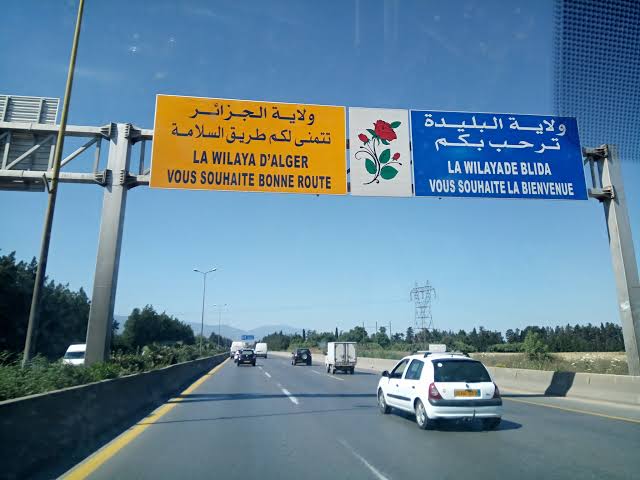 ولاية الجزائر
تتمنى لكم طريق السلامة
LA WILAYA D'ALGER
VOUS SOUHAITE BONNE ROUTE
ولاية البليدة
ترحب بكم
LA WILAYADE BLIDA
VOUS SOUHAITE LA BIENVENUE